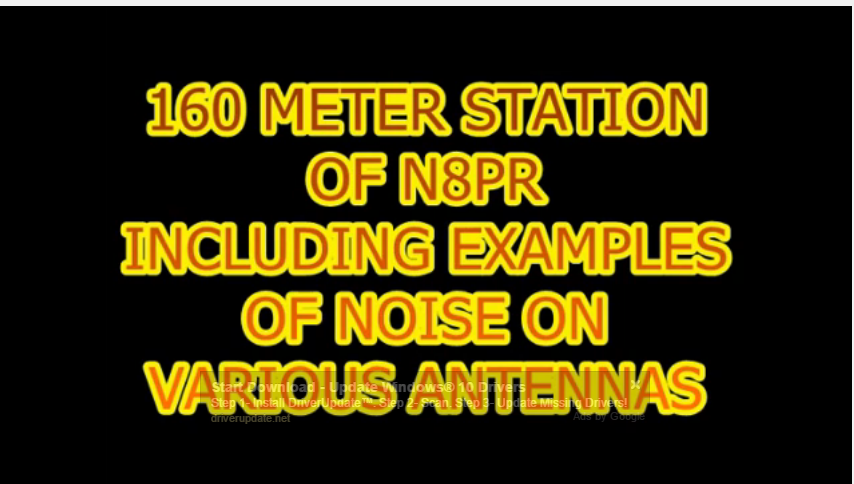 160 METER STATION
OF N8PR
INCLUDING EXAMPLES
OF NOISE ON
VARIOUS ANTENNAS
Start Download - Update Windows® 10 Drivers
Step 1- Install DriverUpdate™, Step 2- Scan, Step 3- Update Missing Drivers!
driverupdate.net
Ads by Google